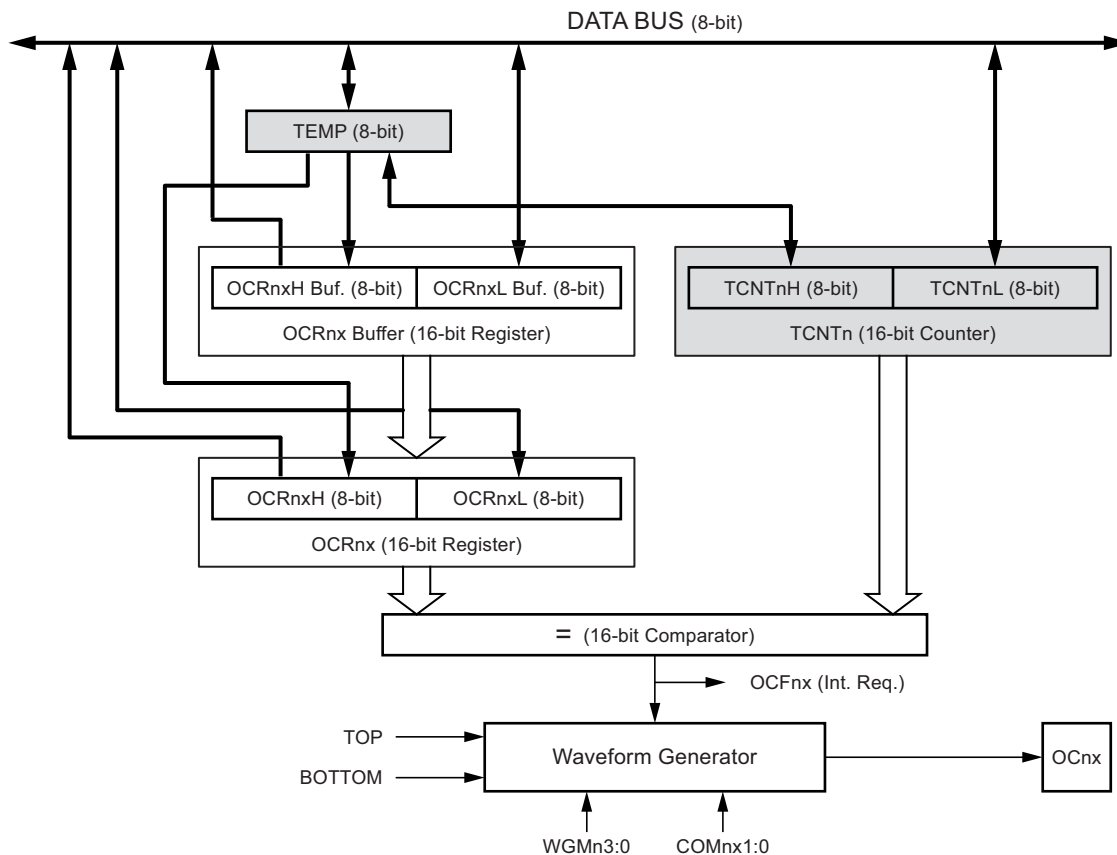 DATA BUS (8-bit)
TEMP (8-bit)
OCRnxH Buf. (8-bit)
OCRnxL Buf. (8-bit)
TCNTnH (8-bit)
TCNTnL (8-bit)
OCRnx Buffer (16-bit Register)
TCNTn (16-bit Counter)
OCRnxH (8-bit)
OCRnxL (8-bit)
OCRnx (16-bit Register)
= (16-bit Comparator)
OCFnx (Int. Req.)
TOP
Waveform Generator
OCnx
BOTTOM
WGMn3:0
COMnx1:0